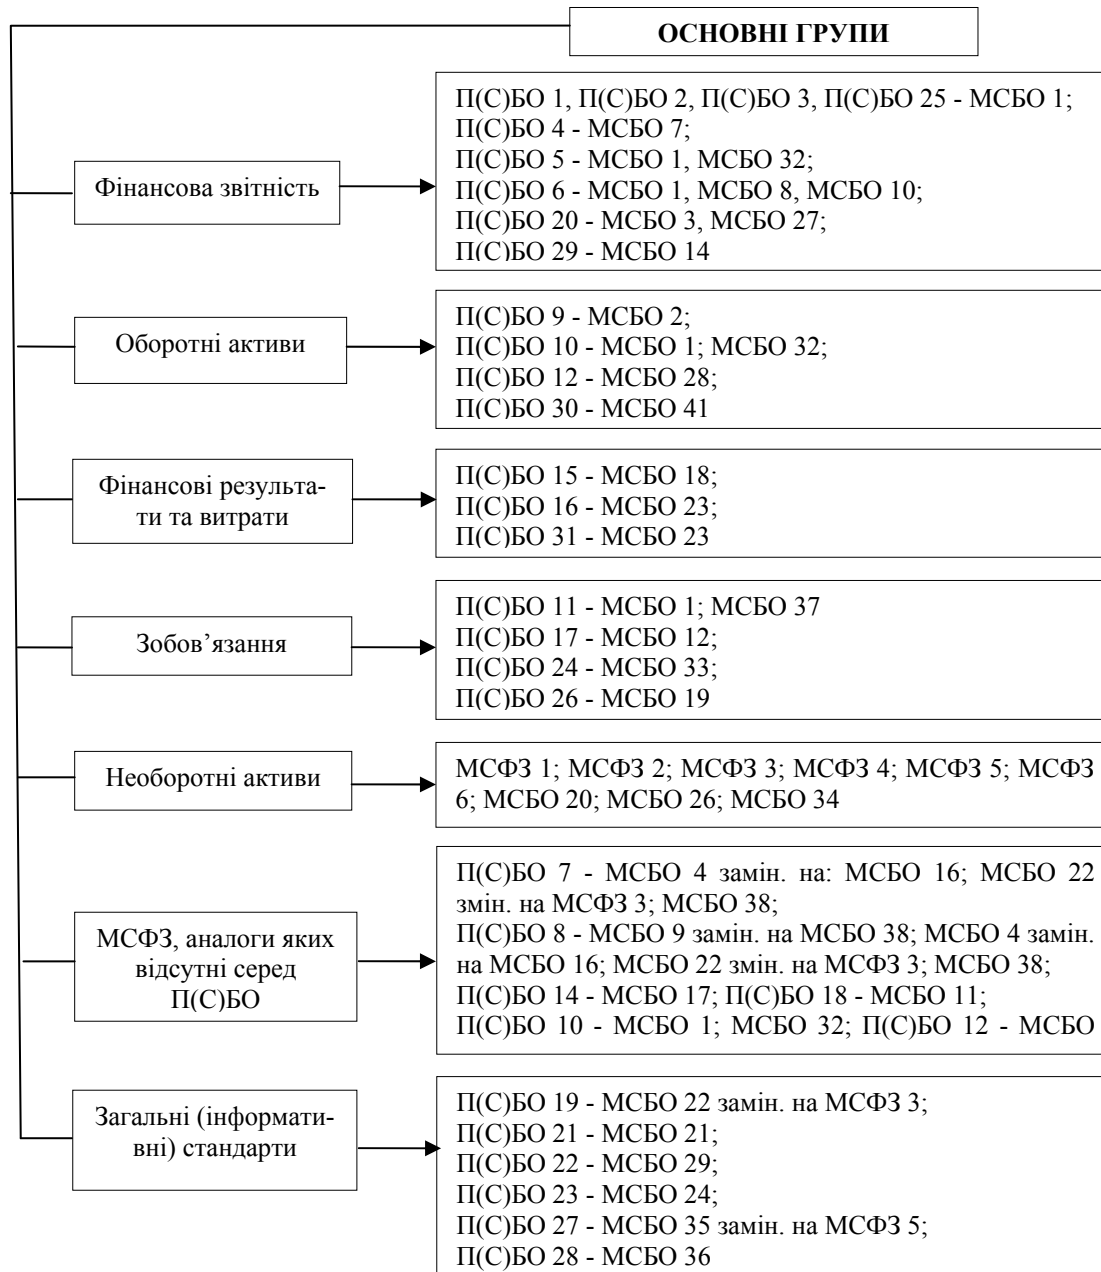 ОСНОВНІ ГРУПИ
Фінансова звітність
П(С)БО 1, П(С)БО 2, П(С)БО 3, П(С)БО 25 - МСБО 1;
П(С)БО 4 - МСБО 7;
П(С)БО 5 - МСБО 1, МСБО 32;
П(С)БО 6 - МСБО 1, МСБО 8, МСБО 10;
П(С)БО 20 - МСБО 3, МСБО 27;
П(С)БО 29 - МСБО 14
Оборотні активи
П(С)БО 9 - МСБО 2;
П(С)БО 10 - МСБО 1; МСБО 32;
П(С)БО 12 - МСБО 28;
П(С)БО 30 - МСБО 41
Фінансові результа-
ти та витрати
П(С)БО 15 - МСБО 18;
П(С)БО 16 - МСБО 23;
П(С)БО 31 - МСБО 23
Зобов’язання
П(С)БО 11 - МСБО 1; МСБО 37
П(С)БО 17 - МСБО 12;
П(С)БО 24 - МСБО 33;
П(С)БО 26 - МСБО 19
Необоротні активи
МСФЗ 1; МСФЗ 2; МСФЗ 3; МСФЗ 4; МСФЗ 5; МСФЗ
6; МСБО 20; МСБО 26; МСБО 34
МСФЗ, аналоги яких
відсутні серед
П(С)БО
П(С)БО 7 - МСБО 4 замін. на: МСБО 16; МСБО 22
змін. на МСФЗ 3; МСБО 38;
П(С)БО 8 - МСБО 9 замін. на МСБО 38; МСБО 4 замін.
на МСБО 16; МСБО 22 змін. на МСФЗ 3; МСБО 38;
П(С)БО 14 - МСБО 17; П(С)БО 18 - МСБО 11;
П(С)БО 10 - МСБО 1; МСБО 32; П(С)БО 12 - МСБО
Загальні (інформати-
вні) стандарти
П(С)БО 19 - МСБО 22 замін. на МСФЗ 3;
П(С)БО 21 - МСБО 21;
П(С)БО 22 - МСБО 29;
П(С)БО 23 - МСБО 24;
П(С)БО 27 - МСБО 35 замін. на МСФЗ 5;
П(С)БО 28 - МСБО 36